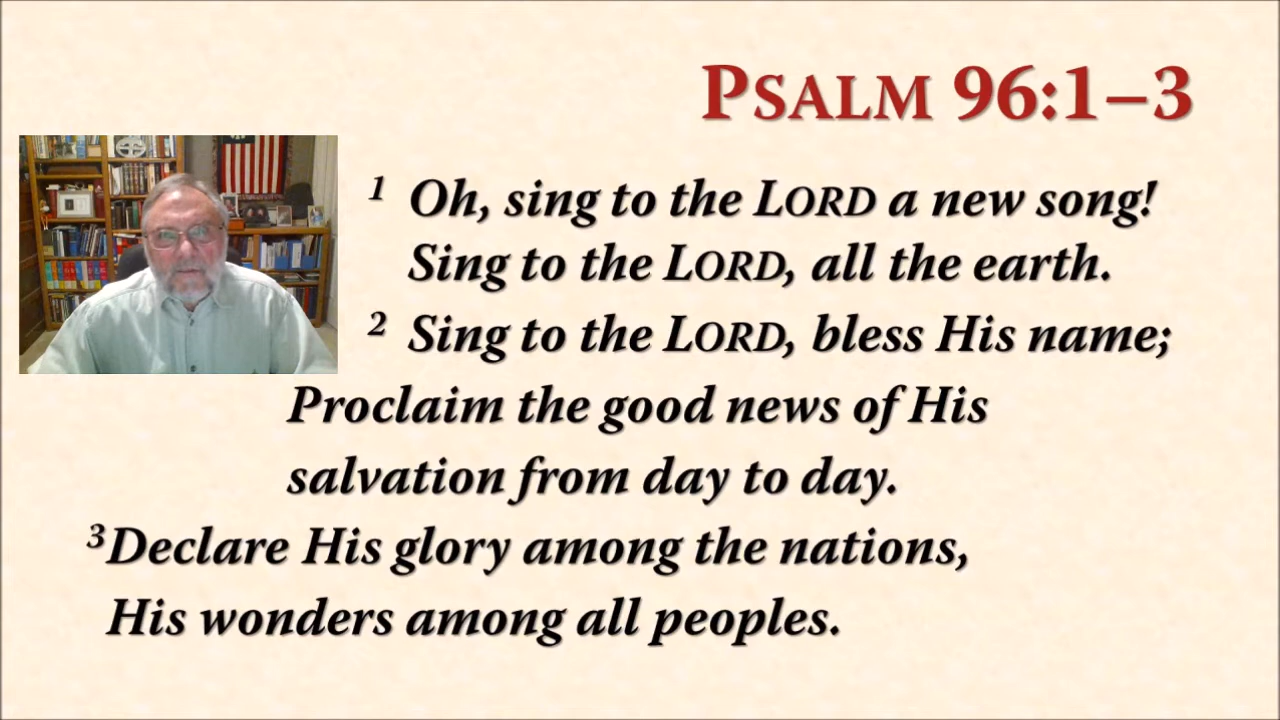 PSALM 96:1–3
1 Oh, sing to the LORD a new song!
Sing to the LORD, all the earth.
2 Sing to the LORD, bless His name;
Proclaim the good news of His
salvation from day to day.
3Declare His glory among the nations,
His wonders among all peoples.